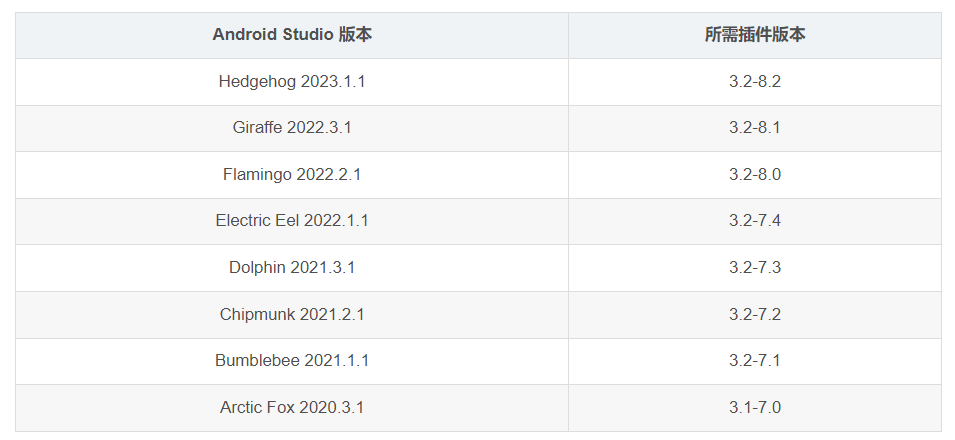 Android Studio 版本 所需插件版本
Hedgehog 2023.1.1 3.2-8.2
Giraffe 2022.3.1 3.2-8.1
Flamingo 2022.2.1 3.2-8.0
Electric Eel 2022.1.1 3.2-7.4
Dolphin 2021.3.1 3.2-7.3
Chipmunk 2021.2.1 3.2-7.2
Bumblebee 2021.1.1 3.2-7.1
Arctic Fox 2020.3.1 3.1-7.0